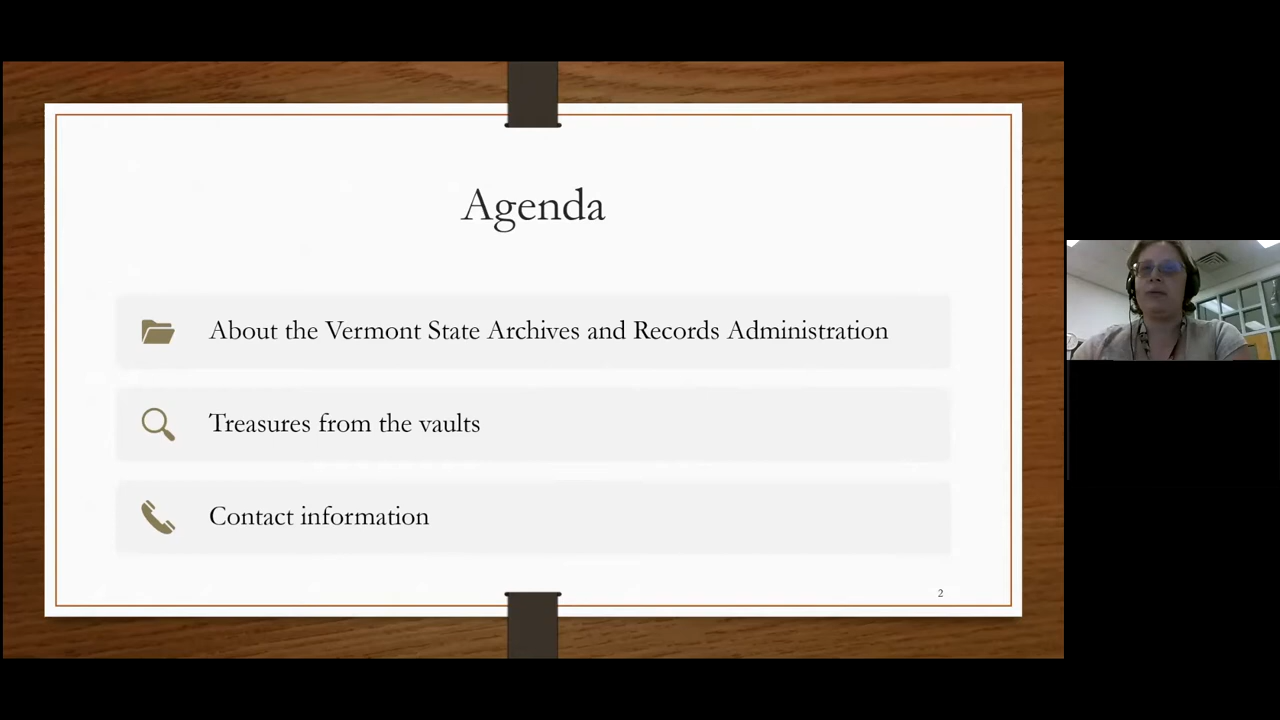 Agenda
About the Vermont State Archives and Records Administration
Treasures from the vaults
Contact information
2